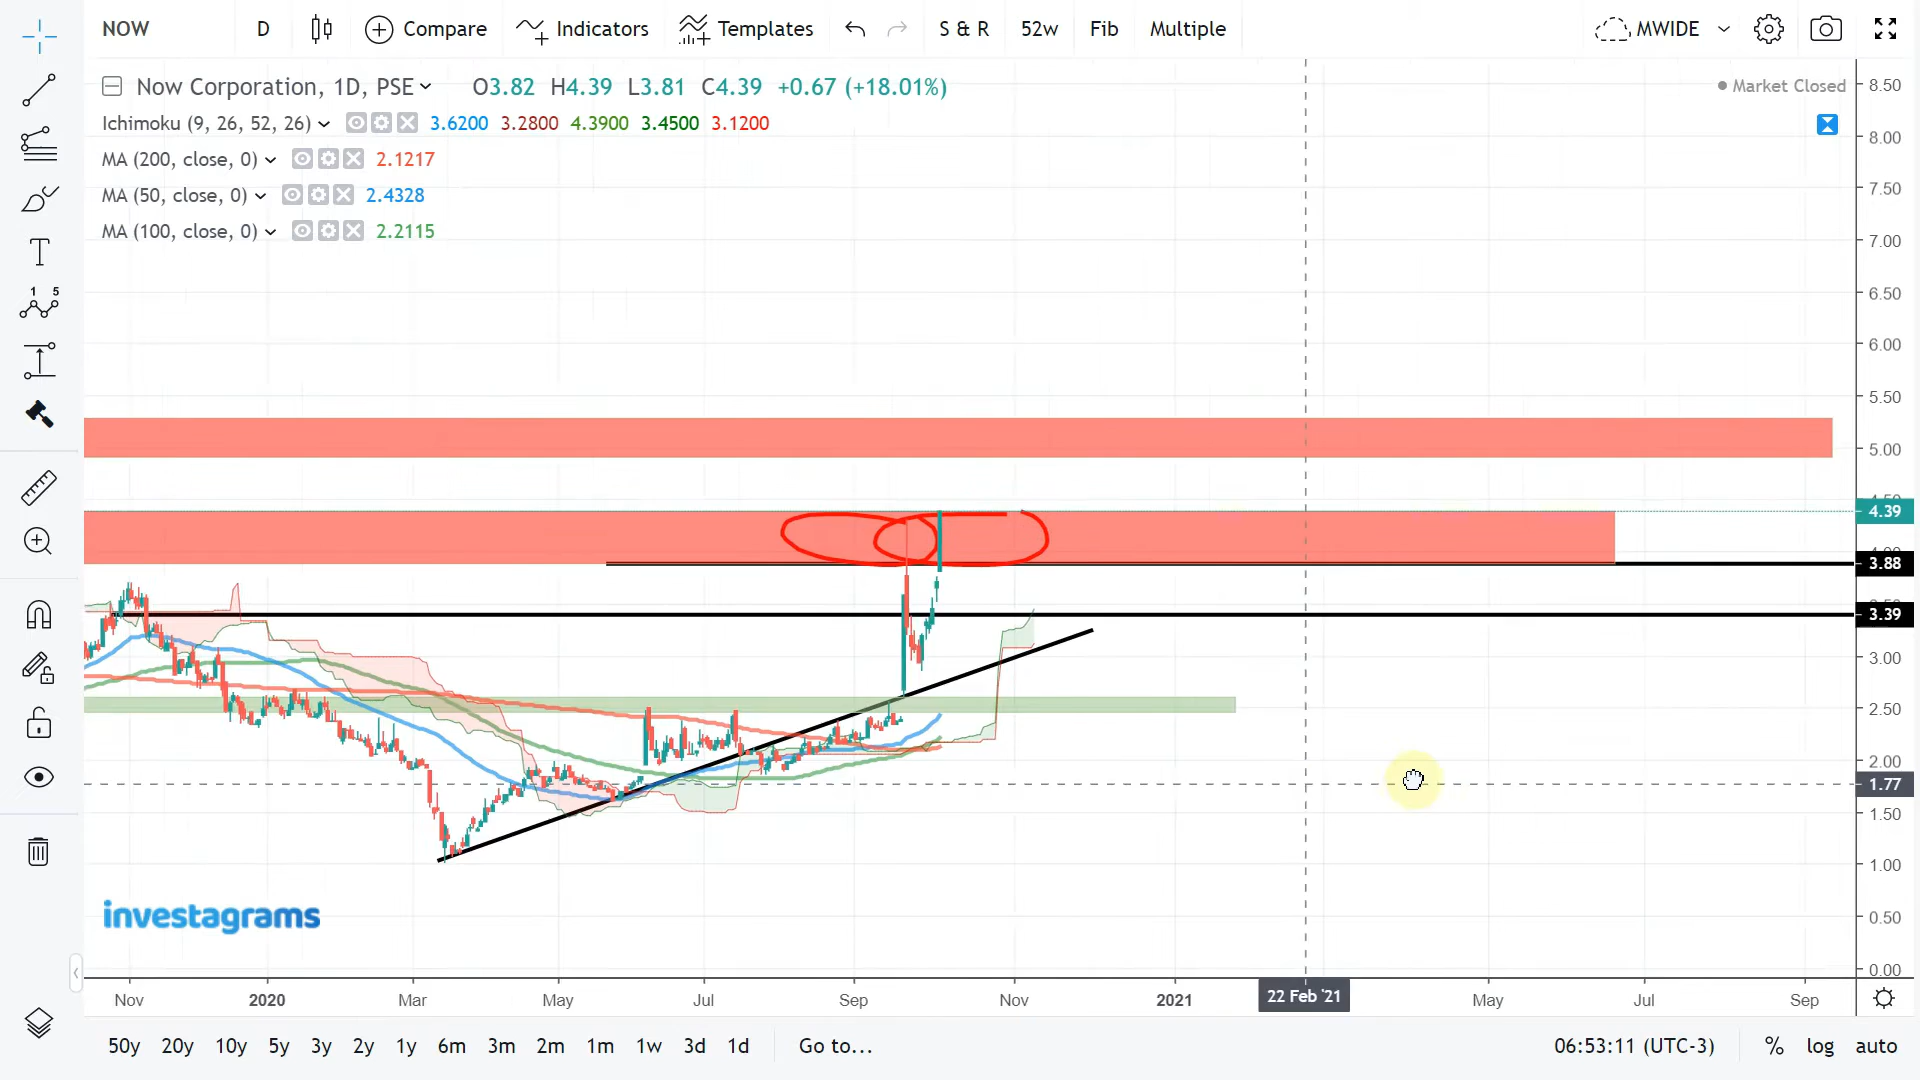 NOW D Compare Indicators Templates S & R 52w Fib Multiple MWIDE
Now Corporation, 1D, PSE O3.82 H4.39 L3.81 C4.39 +0.67 (+18.01%)
Market Closed
Ichimoku (9, 26, 52, 26) 3.6200 3.2800 4.3900 3.4500 3.1200
MA (200, close, 0) 2.1217
MA (50, close, 0) 2.4328
MA (100, close, 0) 2.2115
1 5
8.50
8.00
7.50
7.00
6.50
6.00
5.50
5.00
4.39
3.88
3.39
3.00
2.50
2.00
1.77
1.50
1.00
0.50
0.00
investagrams
Nov 2020 Mar May Jul Sep Nov 2021 22 Feb '21 May Jul Sep
50y 20y 10y 5y 3y 2y 1y 6m 3m 2m 1m 1w 3d 1d Go to... 06:53:11 (UTC-3) % log auto